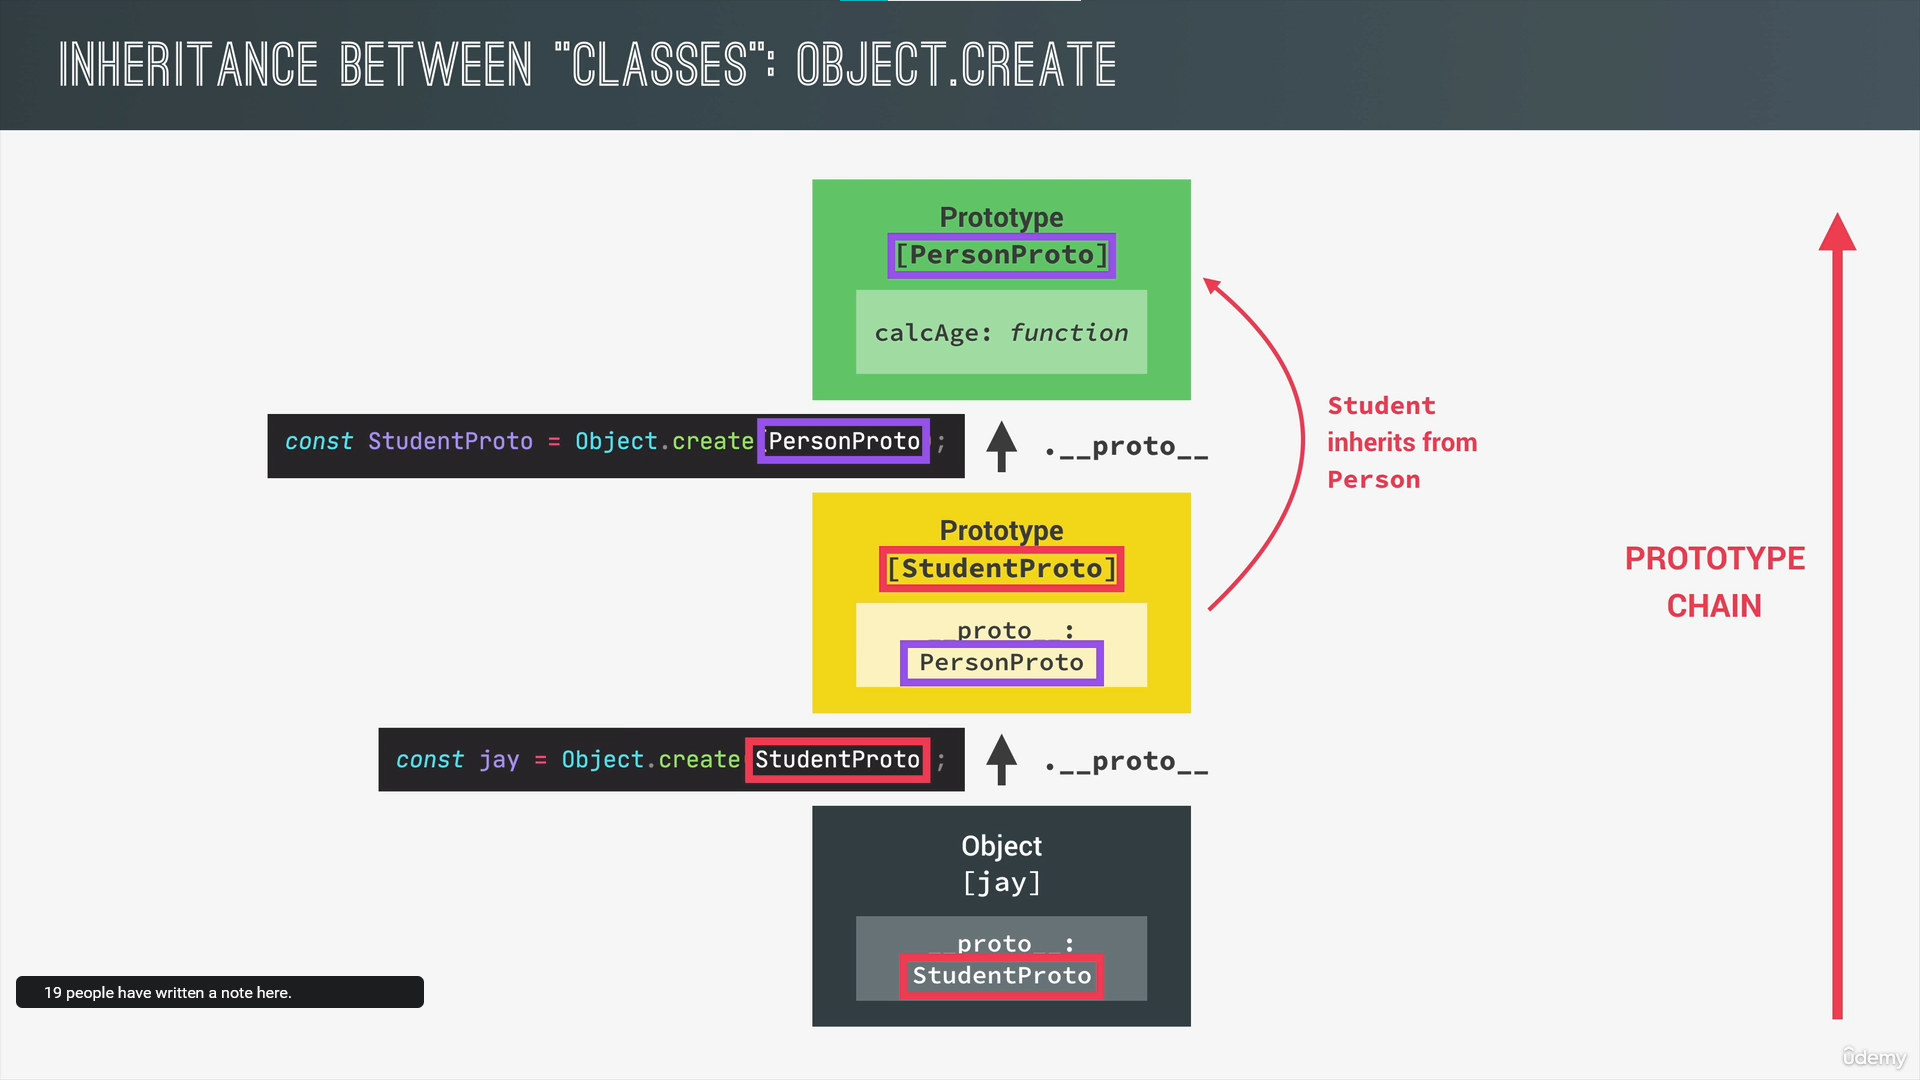 INHERITANCE BETWEEN "CLASSES": OBJECT.CREATE
Prototype
[PersonProto]
calcAge: function
const StudentProto = Object.create(PersonProto);
.__proto__
Student
inherits from
Person
Prototype
[StudentProto]
__proto__:
PersonProto
PROTOTYPE
CHAIN
const jay = Object.create(StudentProto);
.__proto__
Object
[jay]
__proto__:
StudentProto
19 people have written a note here.
ûdemy